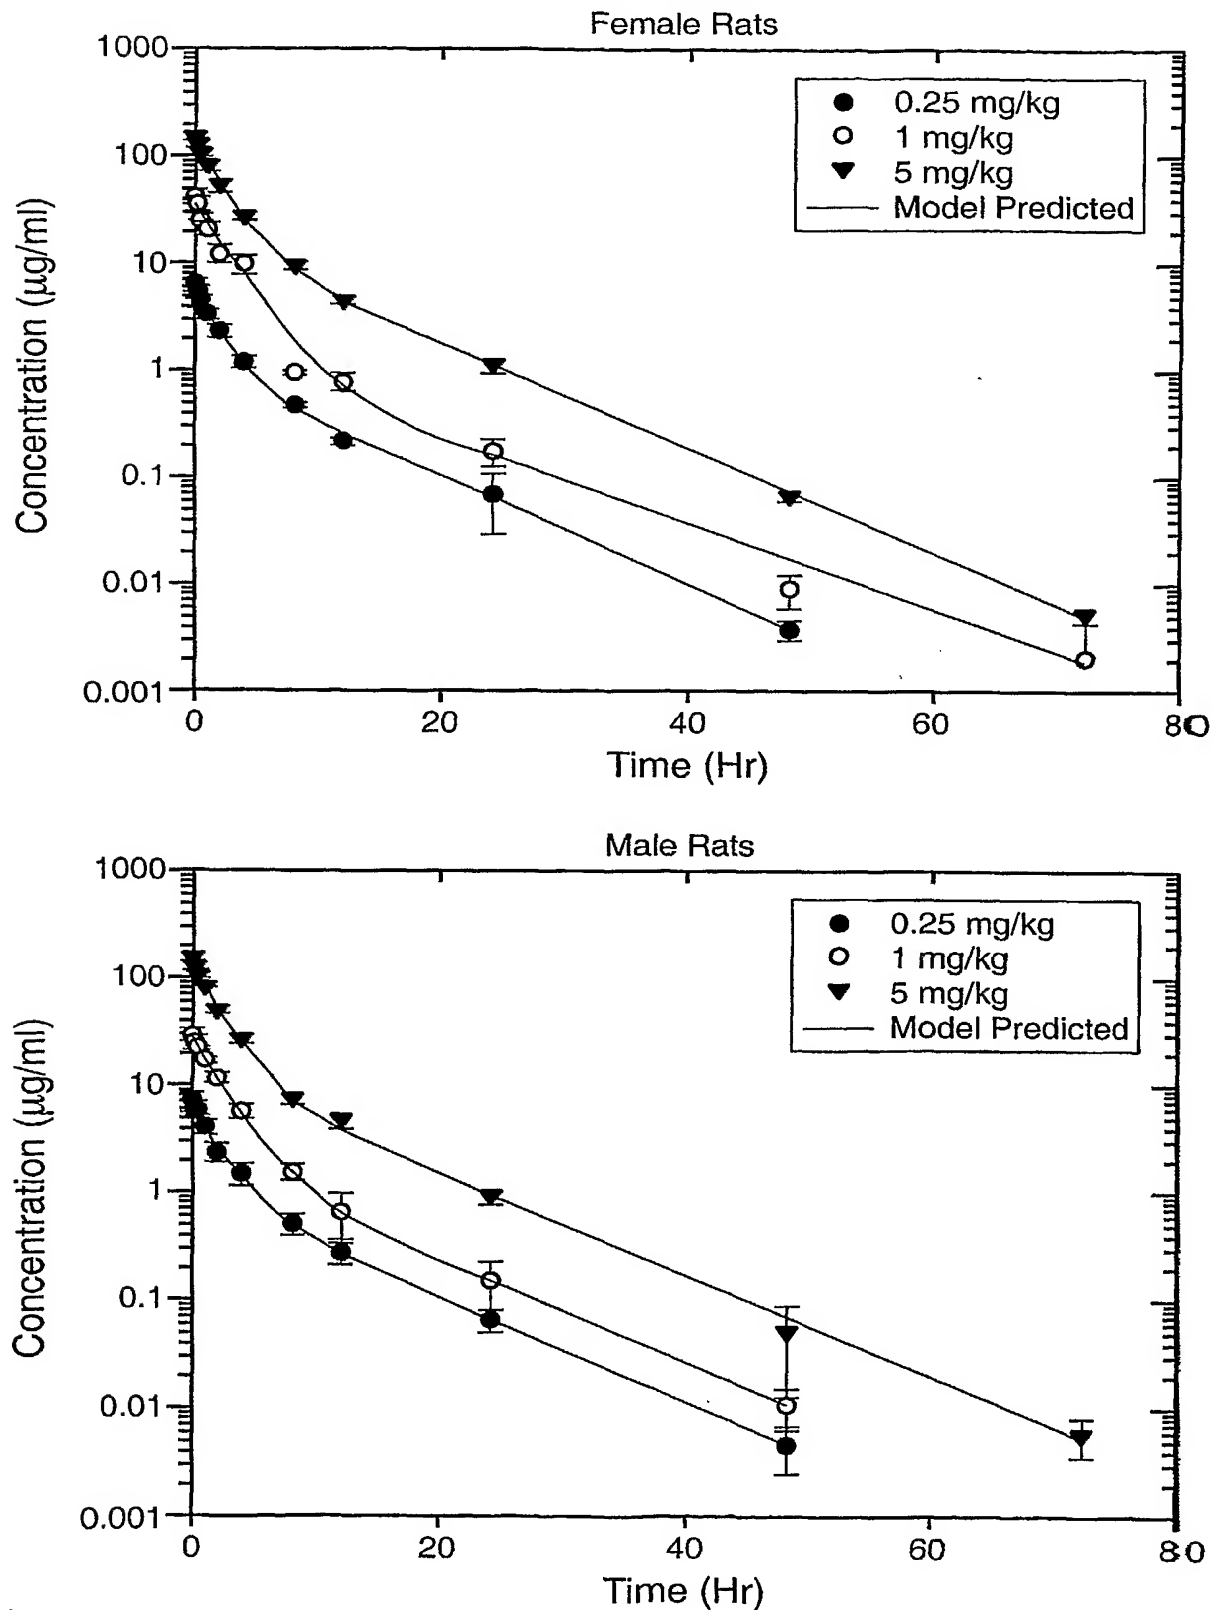 Female Rats
1000
100
10
1
0.1
0.01
0.001
Concentration (µg/ml)
0.25 mg/kg
1 mg/kg
5 mg/kg
Model Predicted
0 20 40 60 80
Time (Hr)
Male Rats
1000
100
10
1
0.1
0.01
0.001
Concentration (µg/ml)
0.25 mg/kg
1 mg/kg
5 mg/kg
Model Predicted
0 20 40 60 80
Time (Hr)